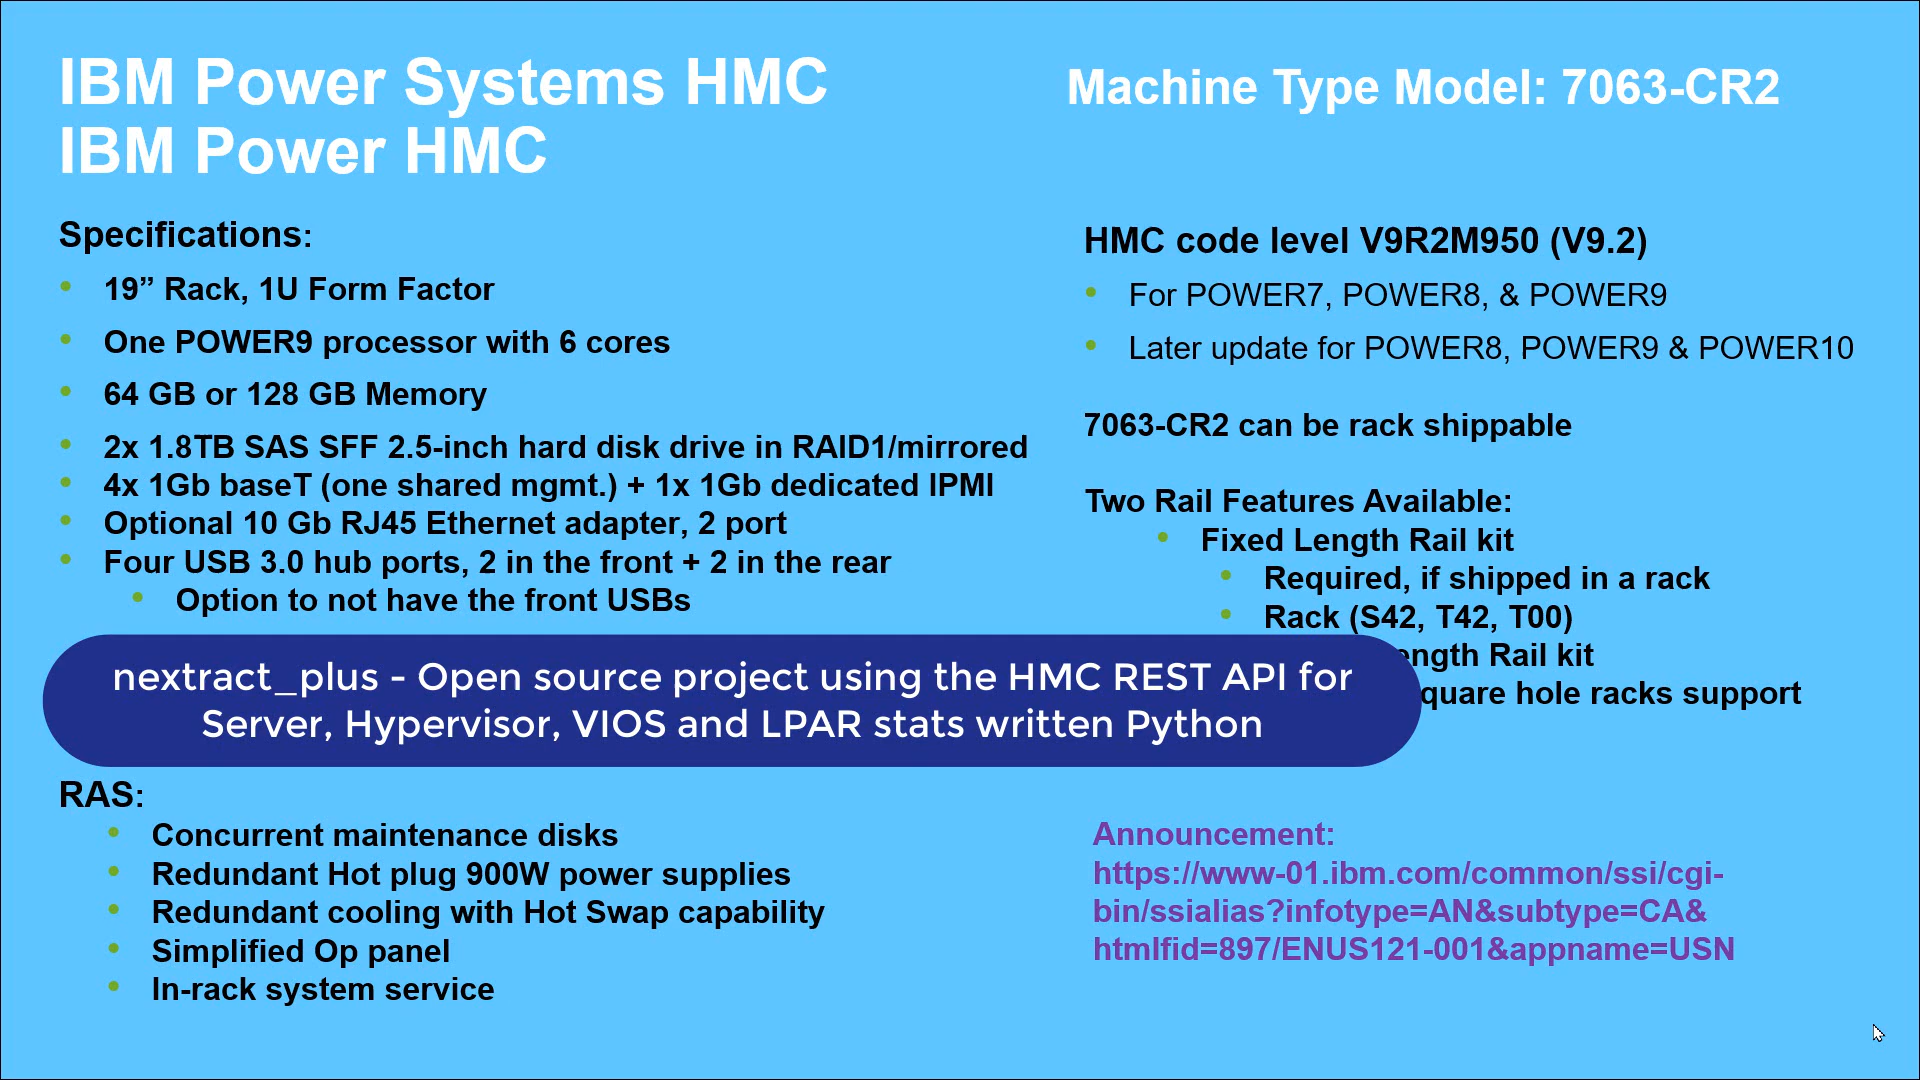 IBM Power Systems HMC
IBM Power HMC
Machine Type Model: 7063-CR2
Specifications:
• 19” Rack, 1U Form Factor
• One POWER9 processor with 6 cores
• 64 GB or 128 GB Memory
• 2x 1.8TB SAS SFF 2.5-inch hard disk drive in RAID1/mirrored
• 4x 1Gb baseT (one shared mgmt.) + 1x 1Gb dedicated IPMI
• Optional 10 Gb RJ45 Ethernet adapter, 2 port
• Four USB 3.0 hub ports, 2 in the front + 2 in the rear
• Option to not have the front USBs
HMC code level V9R2M950 (V9.2)
• For POWER7, POWER8, & POWER9
• Later update for POWER8, POWER9 & POWER10
7063-CR2 can be rack shippable
Two Rail Features Available:
• Fixed Length Rail kit
• Required, if shipped in a rack
• Rack (S42, T42, T00)
Rail kit
hole racks support
nextract_plus - Open source project using the HMC REST API for
Server, Hypervisor, VIOS and LPAR stats written Python
RAS:
• Concurrent maintenance disks
• Redundant Hot plug 900W power supplies
• Redundant cooling with Hot Swap capability
• Simplified Op panel
• In-rack system service
Announcement:
https://www-01.ibm.com/common/ssi/cgi-
bin/ssialias?infotype=AN&subtype=CA&
htmlfid=897/ENUS121-001&appname=USN